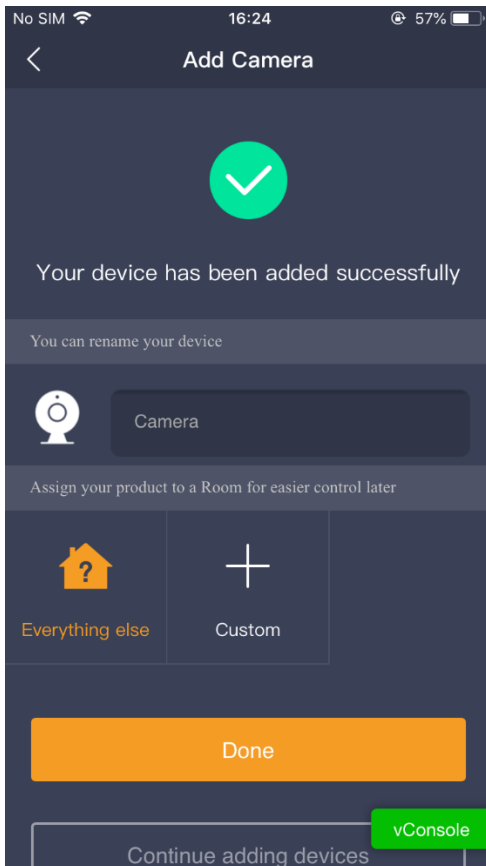 No SIM 16:24 57%
Add Camera
Your device has been added successfully
You can rename your device
Camera
Assign your product to a Room for easier control later
?
Everything else
Custom
Done
vConsole
Continue adding devices